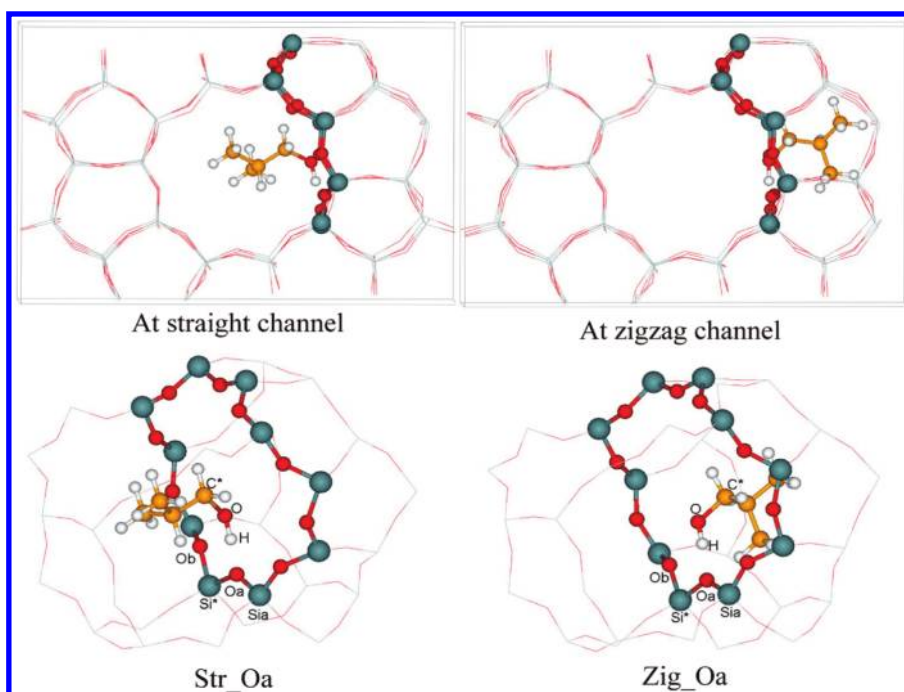 At straight channel
At zigzag channel
C*
O
H
Ob
Oa
Si*
Sia
C*
O
H
Ob
Oa
Si*
Sia
Str_Oa
Zig_Oa